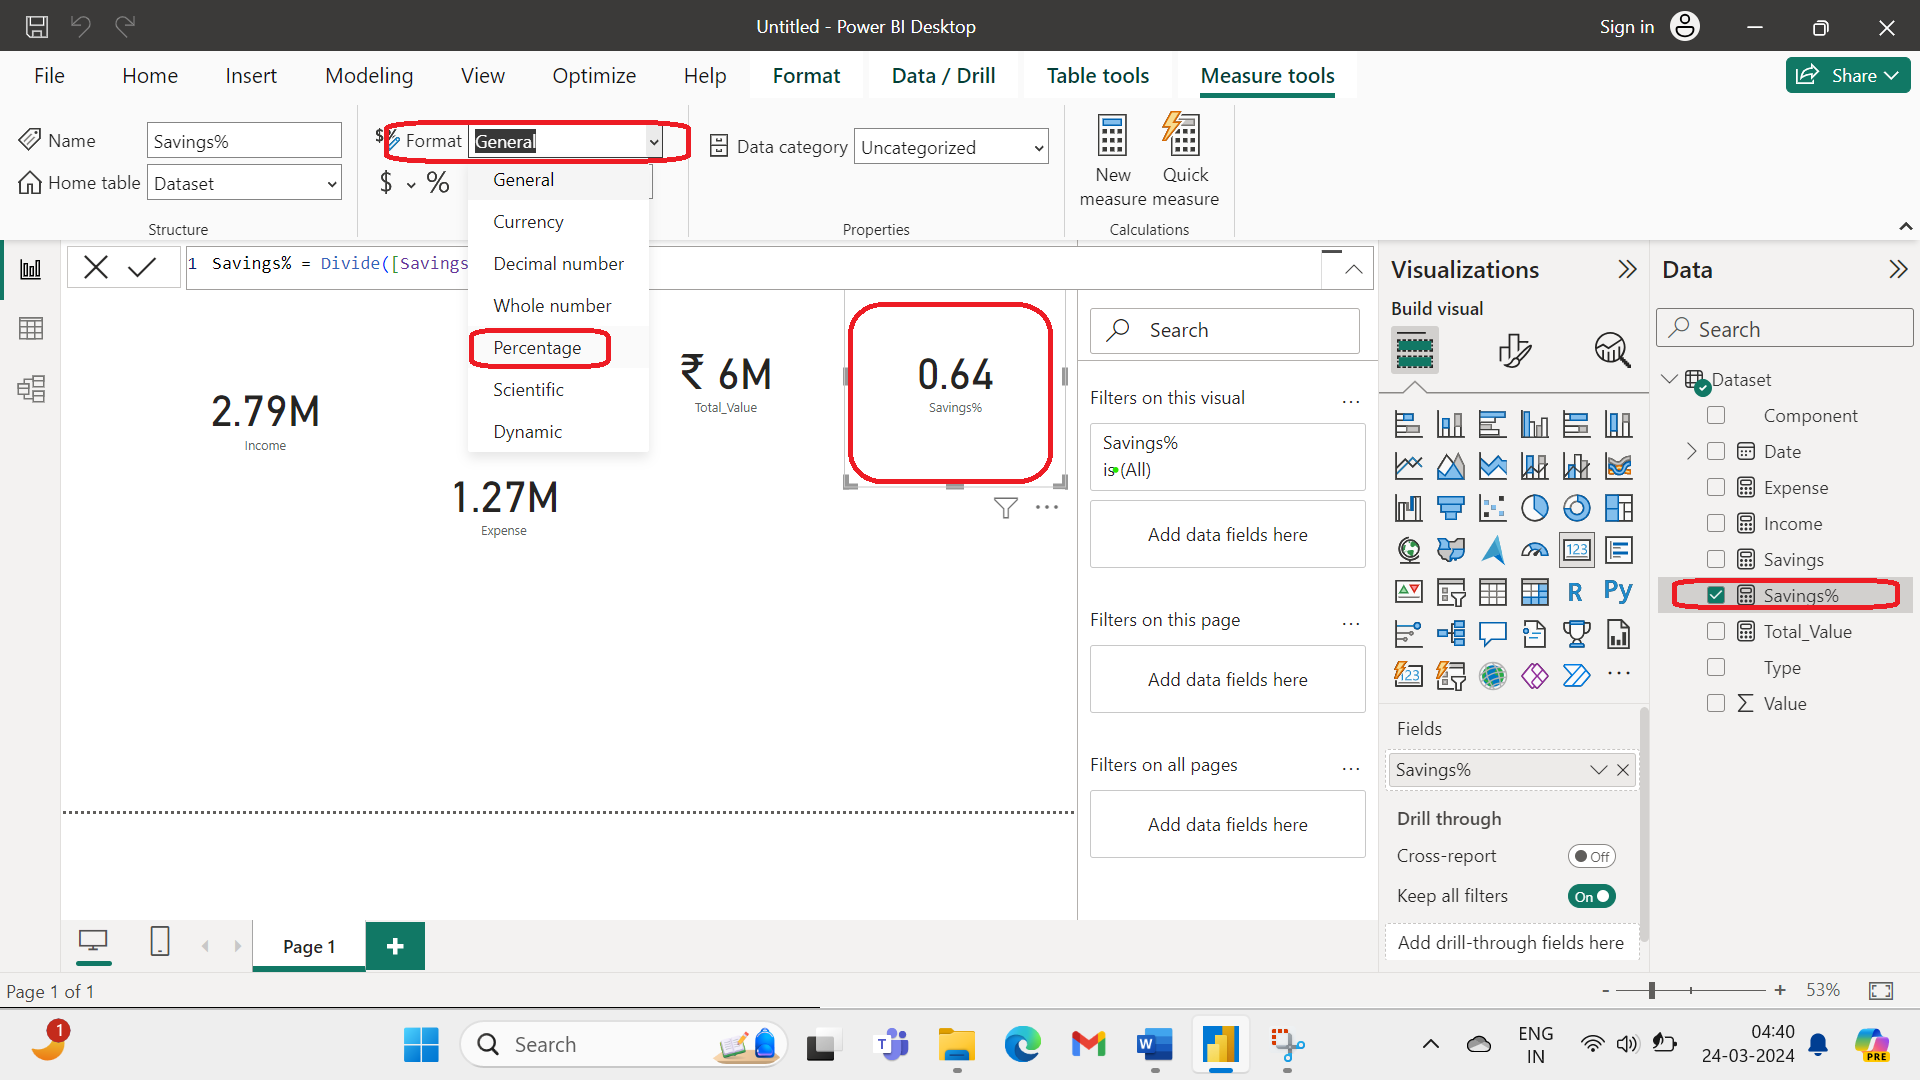 Untitled - Power BI Desktop
Sign in
File Home Insert Modeling View Optimize Help Format Data / Drill Table tools Measure tools
Share
Name Savings%
Home table Dataset
Structure
$% Format General
$ %
General
Currency
Decimal number
Whole number
Percentage
Scientific
Dynamic
Data category Uncategorized
Properties
New measure
Quick measure
Calculations
1 Savings% = Divide([Savings
2.79M
Income
1.27M
Expense
₹ 6M
Total_Value
0.64
Savings%
Search
Filters on this visual ...
Savings%
is (All)
Add data fields here
Filters on this page ...
Add data fields here
Filters on all pages ...
Add data fields here
Visualizations
Build visual
123
R Py
123
...
Fields
Savings%
Drill through
Cross-report Off
Keep all filters On
Add drill-through fields here
Data
Search
Dataset
Component
Date
Expense
Income
Savings
Savings%
Total_Value
Type
Σ Value
Page 1
+
Page 1 of 1
- + 53%
1
Search
T
W
ENG
IN
04:40
24-03-2024
PRE